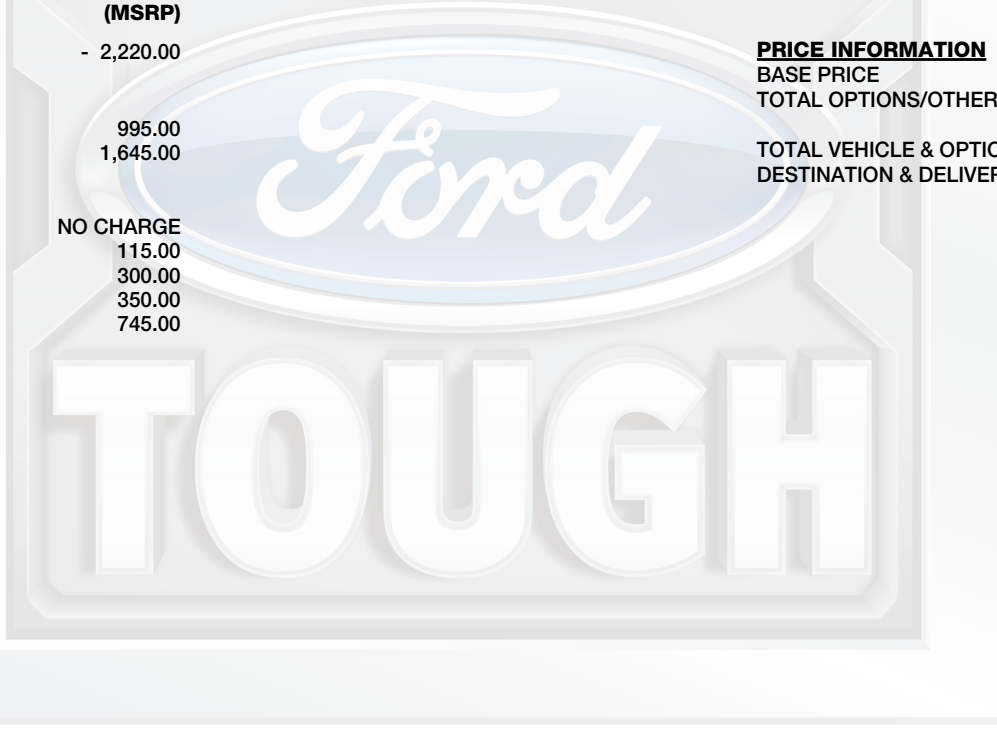 (MSRP)
- 2,220.00
995.00
1,645.00
NO CHARGE
115.00
300.00
350.00
745.00
PRICE INFORMATION
BASE PRICE
TOTAL OPTIONS/OTHER
TOTAL VEHICLE & OPTIO
DESTINATION & DELIVER
Ford
TOUGH